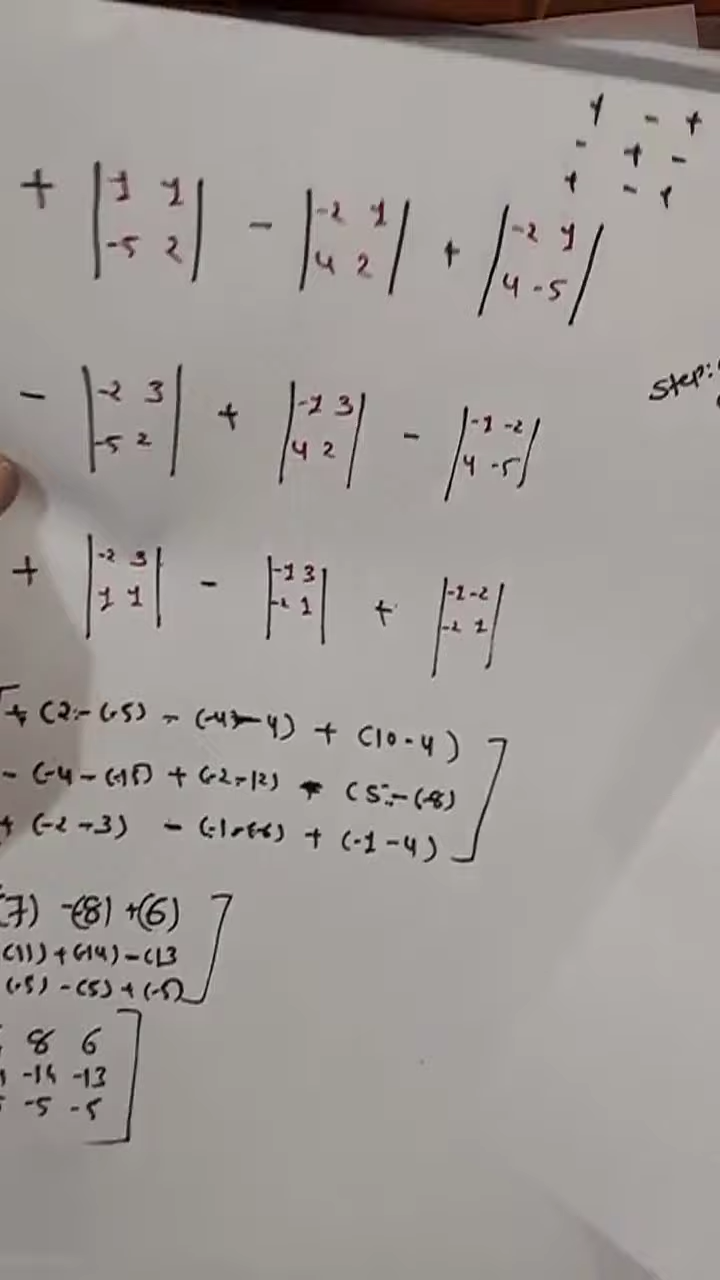 + - +
- + -
+ - +
+ |1 1| - |-2 1| + |-2 1|
|-5 2| |4 2| |4 -5|
Step:
- |-2 3| + |-1 3| - |-1 -2|
|-5 2| |4 2| |4 -5|
+ |-2 3| - |-1 3| + |-1 -2|
|1 1| |-2 1| |-2 1|
+ (2-(-5) - (-4-4) + (10-4)
- (-4-(-15) + (-2-12) - (5-(-8)
+ (-2-3) - (-1-(-6) + (-1-4)
7) -(-8) +(6)
(11) + (-14) - (13
(-5) - (5) + (-5)
8 6
-14 -13
-5 -5